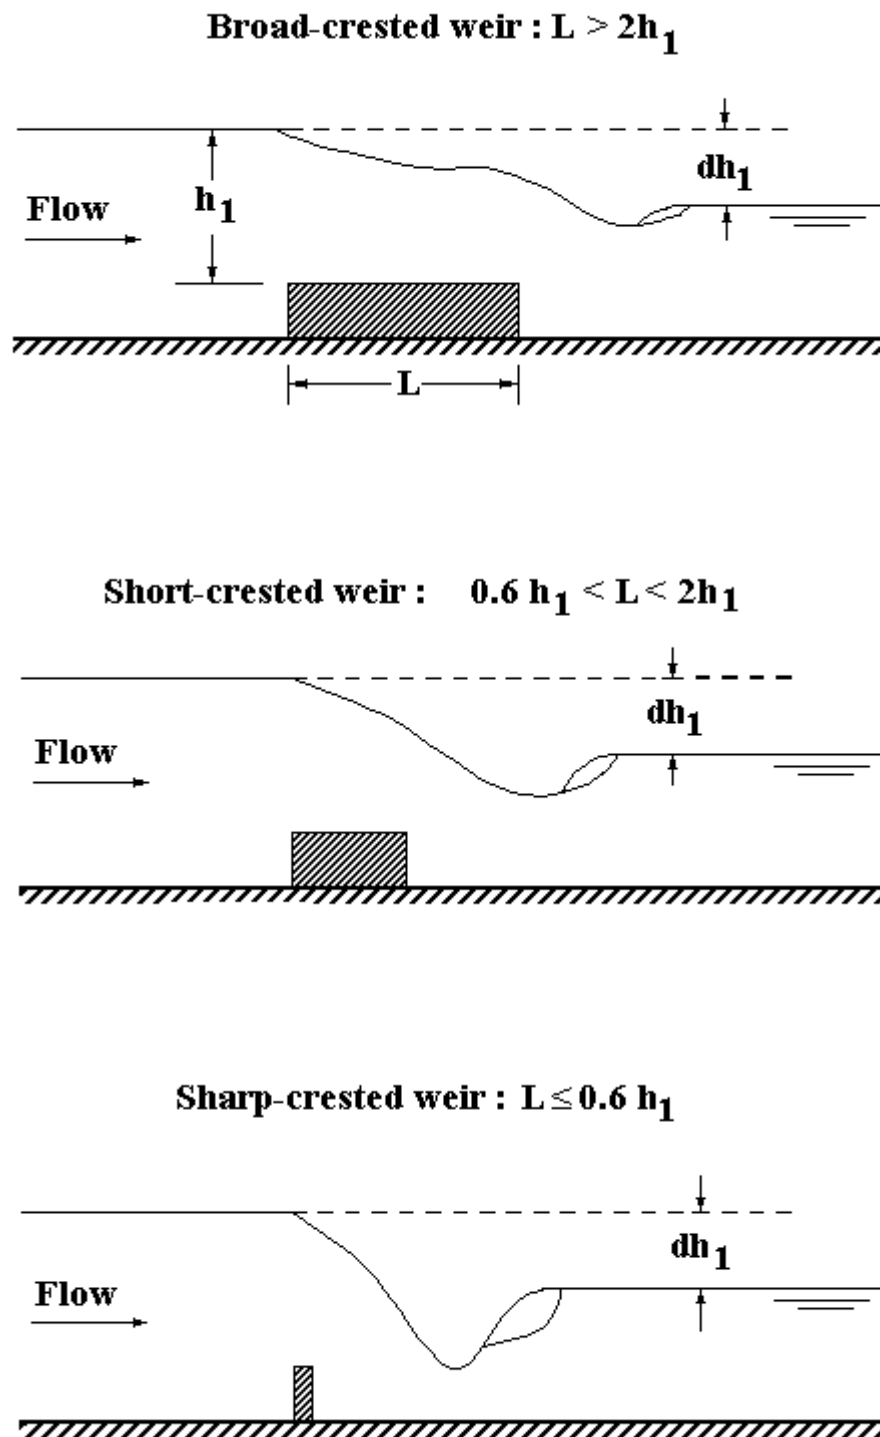 Broad-crested weir : L > 2h₁
dh₁
h₁
Flow
L
Short-crested weir : 0.6 h₁ < L < 2h₁
dh₁
Flow
Sharp-crested weir : L ≤ 0.6 h₁
dh₁
Flow